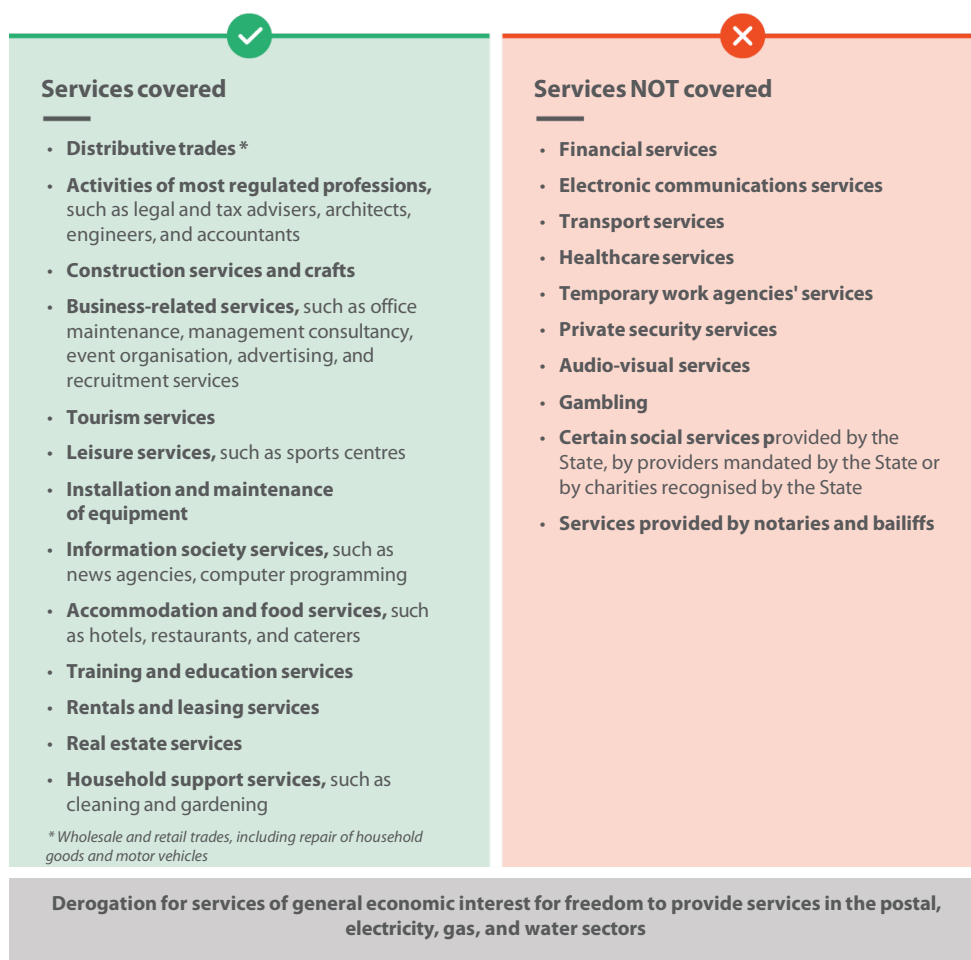 Services covered
• Distributive trades *
• Activities of most regulated professions,
such as legal and tax advisers, architects,
engineers, and accountants
• Construction services and crafts
• Business-related services, such as office
maintenance, management consultancy,
event organisation, advertising, and
recruitment services
• Tourism services
• Leisure services, such as sports centres
• Installation and maintenance
of equipment
• Information society services, such as
news agencies, computer programming
• Accommodation and food services, such
as hotels, restaurants, and caterers
• Training and education services
• Rentals and leasing services
• Real estate services
• Household support services, such as
cleaning and gardening
* Wholesale and retail trades, including repair of household
goods and motor vehicles
Services NOT covered
• Financial services
• Electronic communications services
• Transport services
• Healthcare services
• Temporary work agencies' services
• Private security services
• Audio-visual services
• Gambling
• Certain social services provided by the
State, by providers mandated by the State or
by charities recognised by the State
• Services provided by notaries and bailiffs
Derogation for services of general economic interest for freedom to provide services in the postal,
electricity, gas, and water sectors